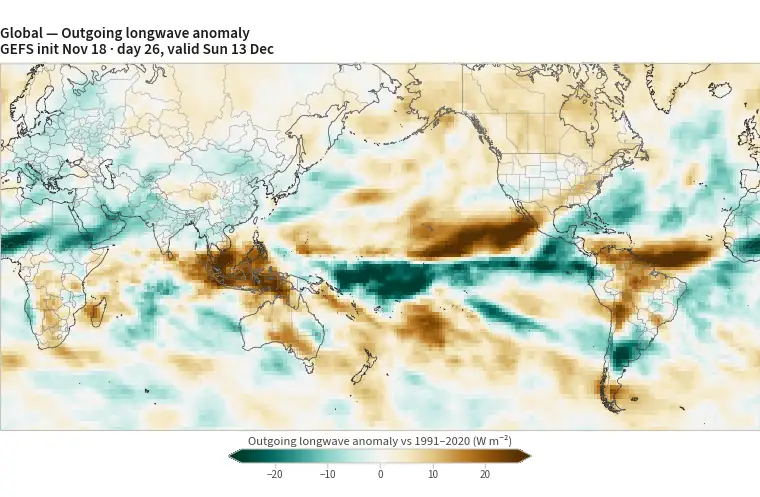 Global — Outgoing longwave anomaly
GEFS init Nov 18 · day 26, valid Sun 13 Dec
Outgoing longwave anomaly vs 1991–2020 (W m⁻²)
−20 −10 0 10 20